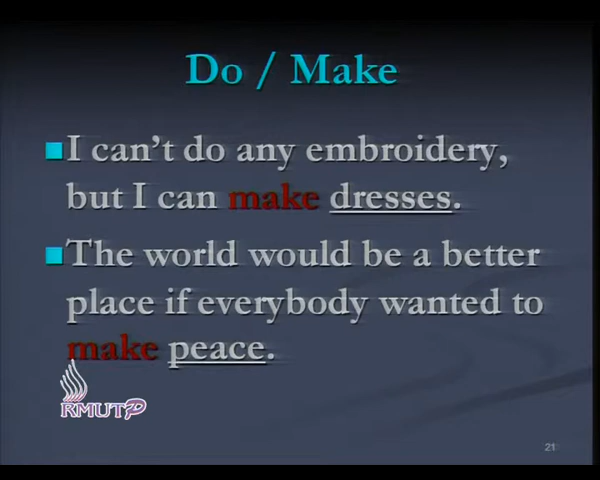 Do / Make
I can't do any embroidery,
but I can make dresses.
The world would be a better
place if everybody wanted to
make peace.
RMUTP
21